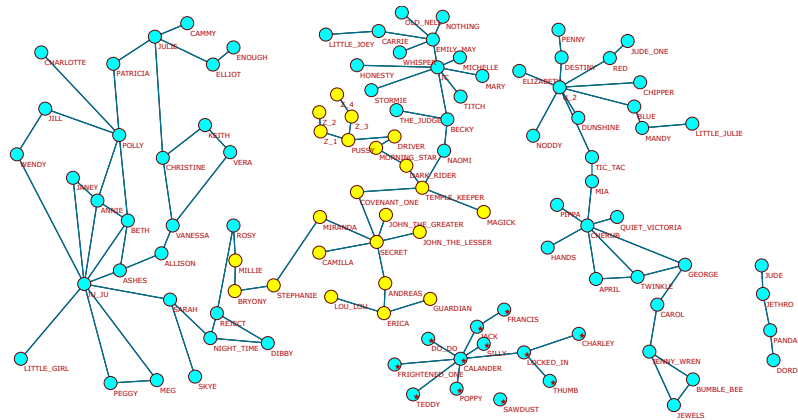 OLD_NELL
NOTHING
CAMMY
JULIE
LITTLE_JOEY
CARRIE
PENNY
JUDE_ONE
ENOUGH
EMILY_MAY
CHARLOTTE
WHISPER
MICHELLE
DESTINY
RED
ELLIOT
PATRICIA
HONESTY
JC
MARY
ELIZABETH
CHIPPER
STORMIE
TITCH
Z_4
BLUE
JILL
Z_2
Z_3
THE_JUDGE
DUNSHINE
KEITH
BECKY
MANDY
LITTLE_JULIE
POLLY
Z_1
PUSSY
DRIVER
NODDY
WENDY
VERA
MORNING_STAR
NAOMI
CHRISTINE
DARK_RIDER
TIC_TAC
JANEY
MIA
COVENANT_ONE
TEMPLE_KEEPER
ANNIE
PIPPA
MAGICK
BETH
VANESSA
ROSY
MIRANDA
JOHN_THE_GREATER
QUIET_VICTORIA
CHERUB
JOHN_THE_LESSER
SECRET
ALLISON
CAMILLA
HANDS
MILLIE
GEORGE
JUDE
ASHES
APRIL
TWINKLE
JU_JU
STEPHANIE
ANDREAS
BRYONY
SARAH
LOU_LOU
GUARDIAN
CAROL
JETHRO
REJECT
ERICA
FRANCIS
JACK
PANDA
NIGHT_TIME
DO_DO
CHARLEY
DIBBY
SILLY
LITTLE_GIRL
CALANDER
LOCKED_IN
JENNY_WREN
DORD
FRIGHTENED_ONE
SKYE
MEG
PEGGY
THUMB
BUMBLE_BEE
POPPY
TEDDY
SAWDUST
JEWELS